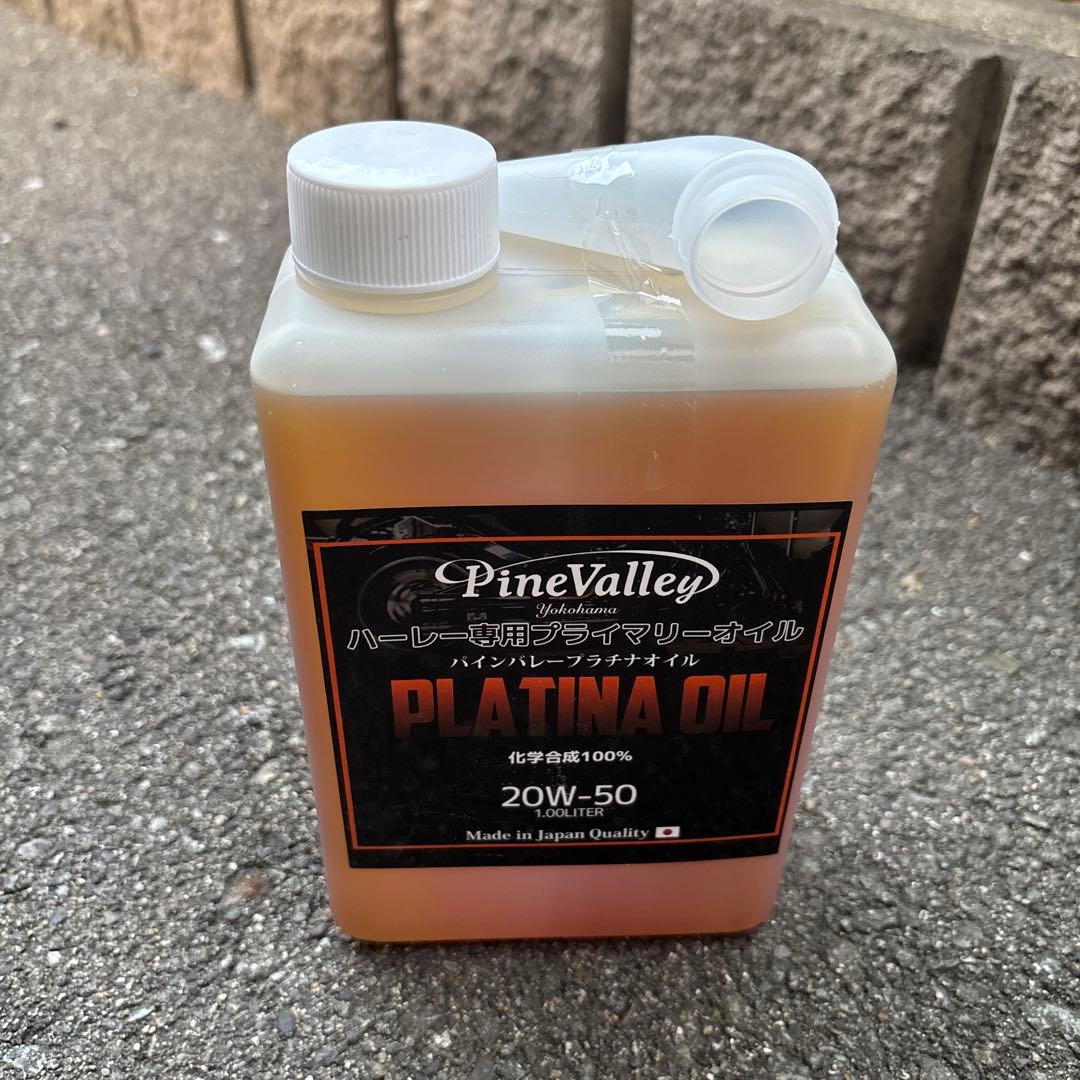 PineValley
Yokohama
ハーレー専用プライマリーオイル
パインバレープラチナオイル
PLATINA OIL
化学合成100%
20W-50
1.00LITER
Made in Japan Quality